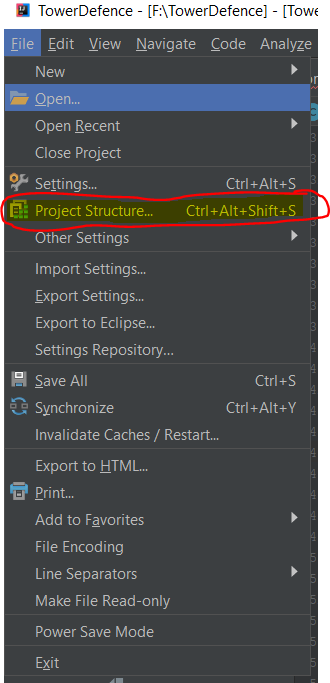 TowerDefence - [F:\TowerDefence] - [Tow
File Edit View Navigate Code Analyze
New
Open...
Open Recent
Close Project
Settings... Ctrl+Alt+S
Project Structure... Ctrl+Alt+Shift+S
Other Settings
Import Settings...
Export Settings...
Export to Eclipse...
Settings Repository...
Save All Ctrl+S
Synchronize Ctrl+Alt+Y
Invalidate Caches / Restart...
Export to HTML...
Print...
Add to Favorites
File Encoding
Line Separators
Make File Read-only
Power Save Mode
Exit